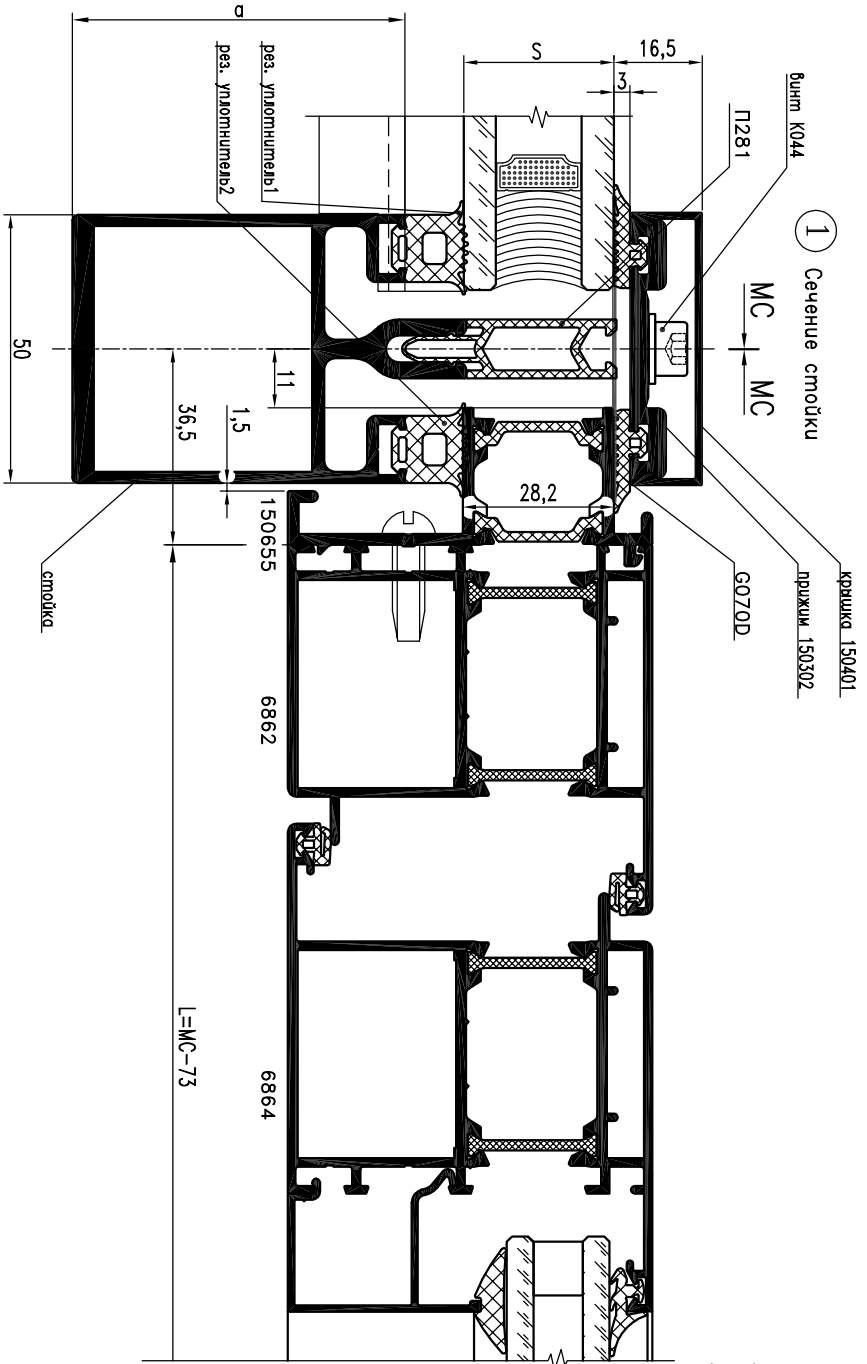 1 Сечение стойки
МС
МС
винт К044
П281
крышка 150401
прижим 150302
G070D
16,5
3
S
28,2
рез. уплотнитель1
рез. уплотнитель2
a
50
11
36,5
1,5
150655
6862
6864
стойка
L=МС-73